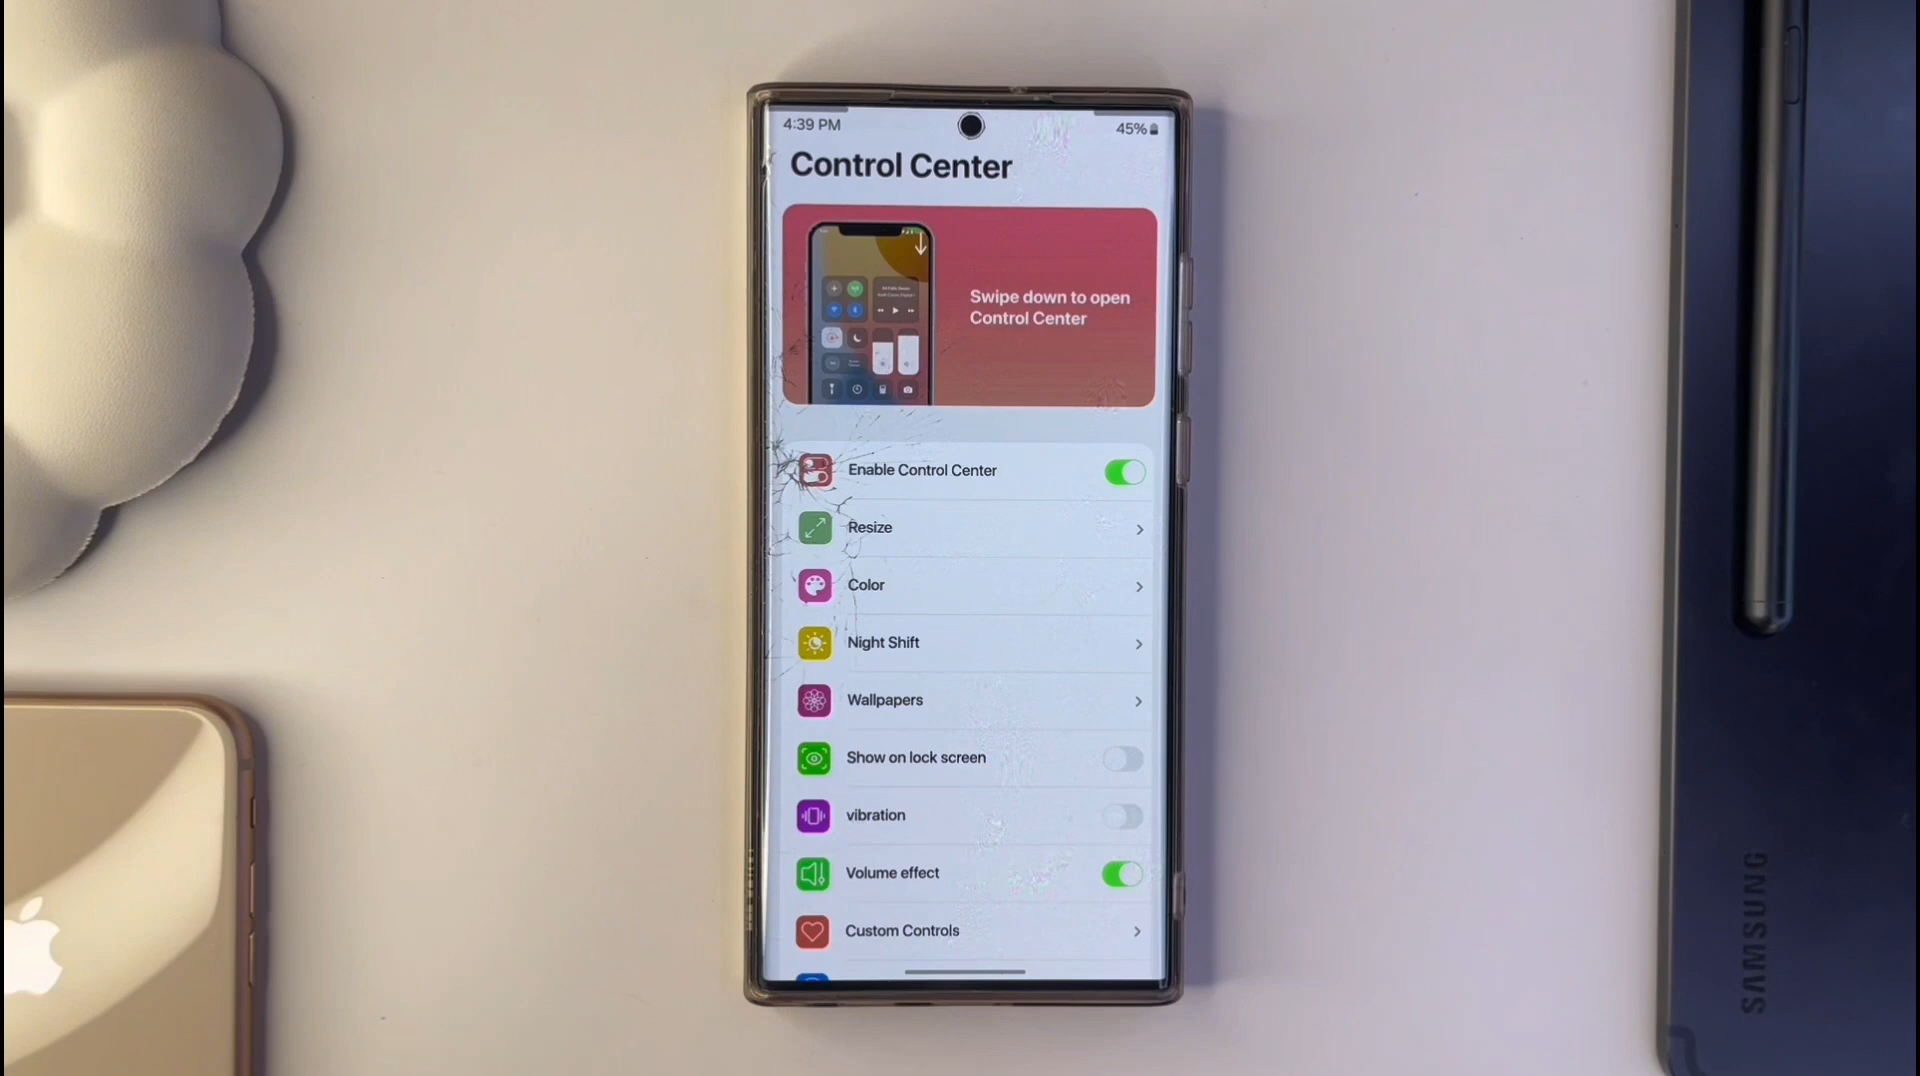 4:39 PM
45%
Control Center
Swipe down to open
Control Center
Enable Control Center
Resize
Color
Night Shift
Wallpapers
Show on lock screen
vibration
Volume effect
Custom Controls
SAMSUNG